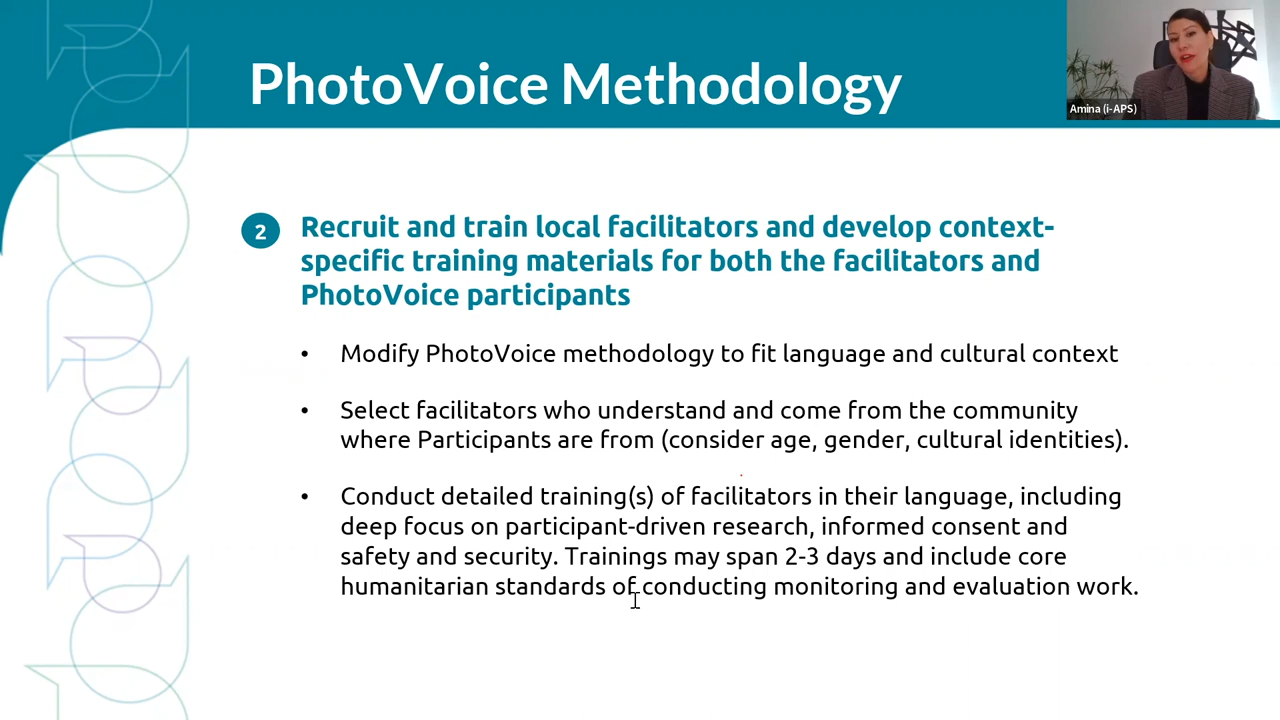 PhotoVoice Methodology
Amina (i-APS)
2
Recruit and train local facilitators and develop context-
specific training materials for both the facilitators and
PhotoVoice participants
• Modify PhotoVoice methodology to fit language and cultural context
• Select facilitators who understand and come from the community
where Participants are from (consider age, gender, cultural identities).
• Conduct detailed training(s) of facilitators in their language, including
deep focus on participant-driven research, informed consent and
safety and security. Trainings may span 2-3 days and include core
humanitarian standards of conducting monitoring and evaluation work.